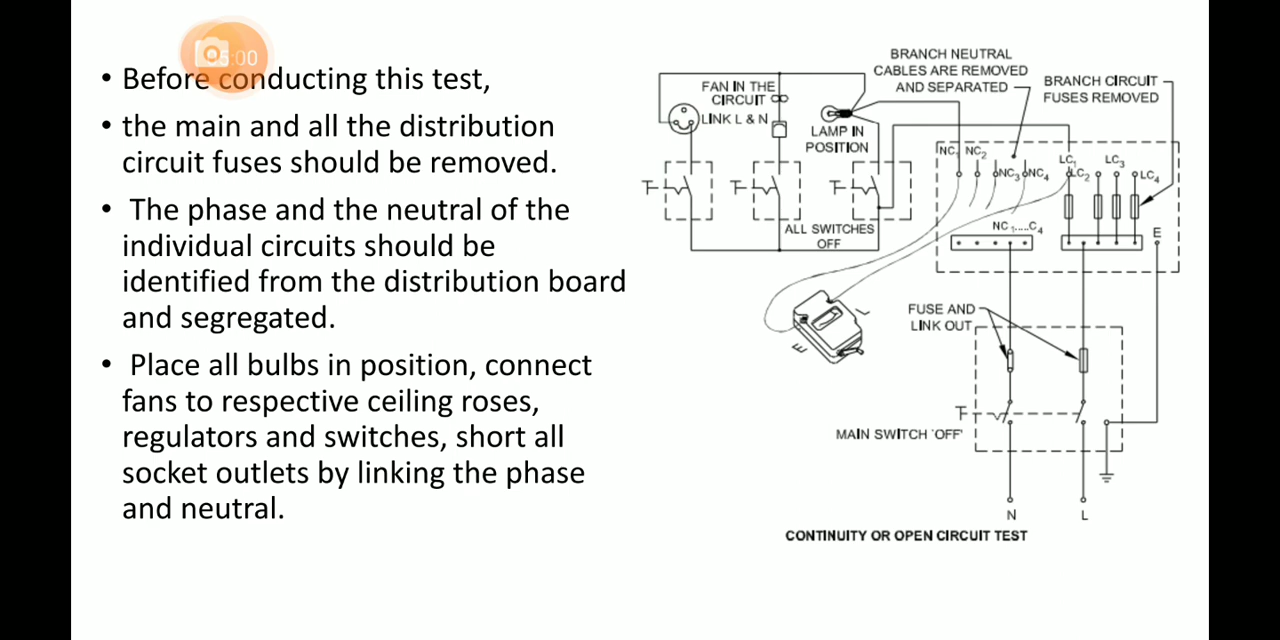 5:00
• Before conducting this test,
• the main and all the distribution
circuit fuses should be removed.
• The phase and the neutral of the
individual circuits should be
identified from the distribution board
and segregated.
• Place all bulbs in position, connect
fans to respective ceiling roses,
regulators and switches, short all
socket outlets by linking the phase
and neutral.
BRANCH NEUTRAL
CABLES ARE REMOVED
AND SEPARATED
BRANCH CIRCUIT
FUSES REMOVED
FAN IN THE
CIRCUIT
LINK L & N
LAMP IN
POSITION
NC1
NC2
NC3
NC4
LC1
LC2
LC3
LC4
ALL SWITCHES
OFF
NC1.....C4
E
L
E
FUSE AND
LINK OUT
MAIN SWITCH 'OFF'
N
L
CONTINUITY OR OPEN CIRCUIT TEST